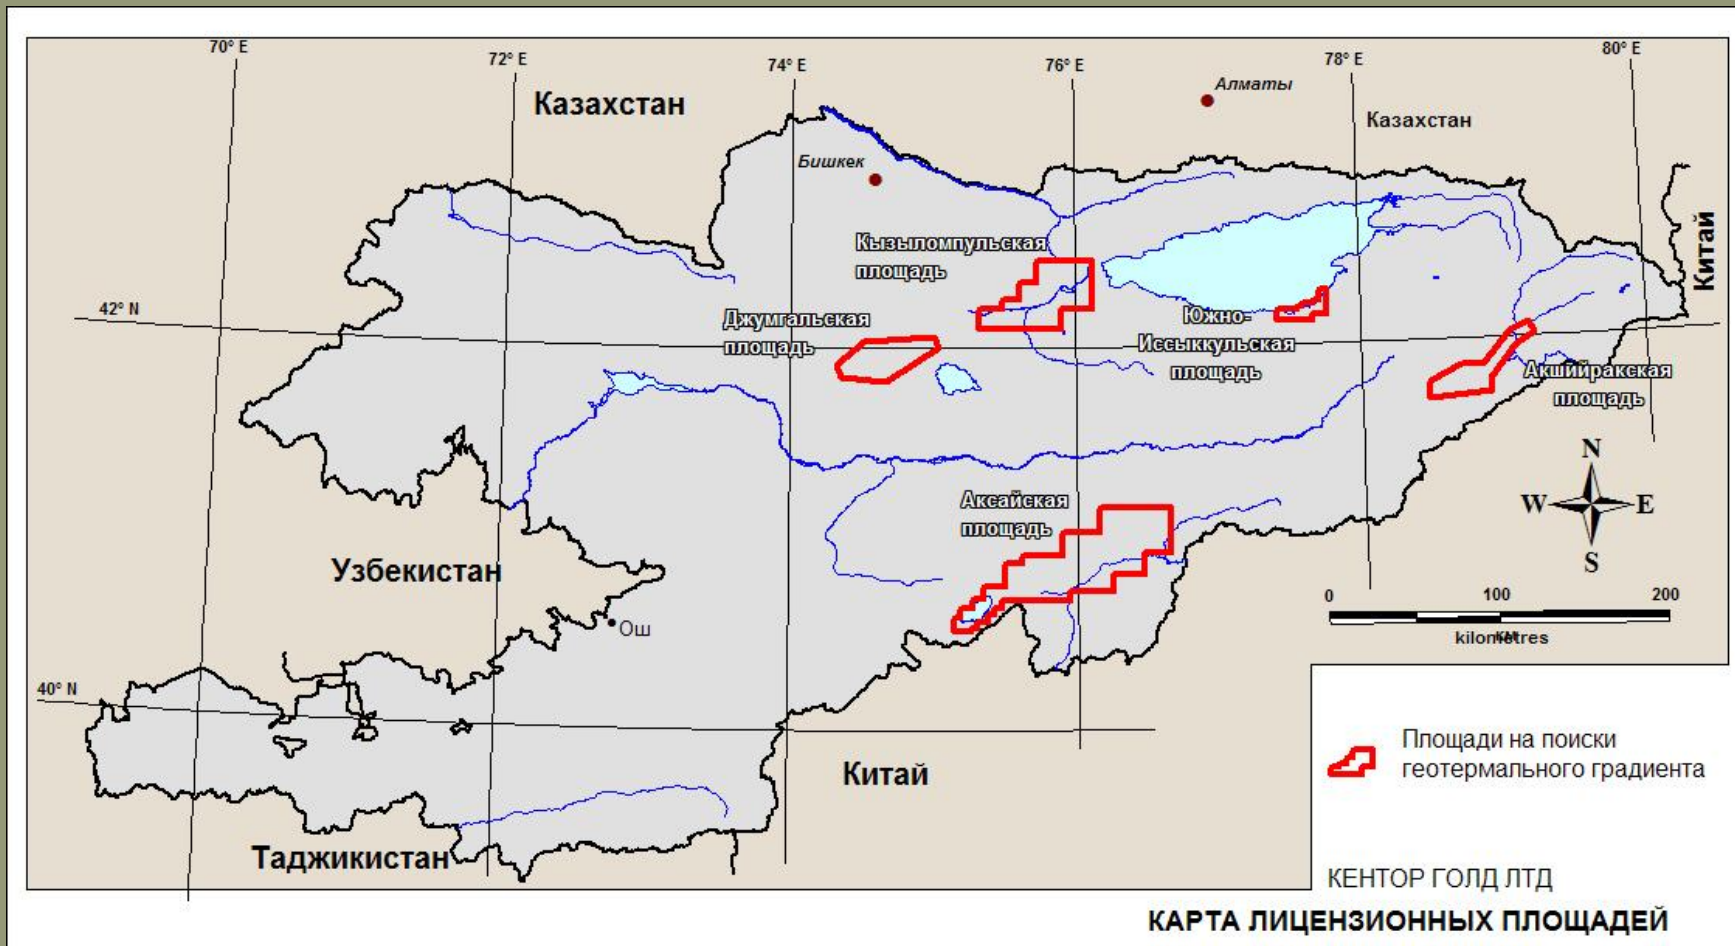 70° E
72° E
74° E
76° E
78° E
80° E
Казахстан
Алматы
Казахстан
Бишкек
Китай
Кызыломпульская
площадь
42° N
Джумгальская
площадь
Южно-
Иссыккульская
площадь
Акшийракская
площадь
N
W
E
S
Аксайская
площадь
Узбекистан
Ош
0
100
200
KM
kilometres
40° N
Китай
Таджикистан
Площади на поиски
геотермального градиента
КЕНТОР ГОЛД ЛТД
КАРТА ЛИЦЕНЗИОННЫХ ПЛОЩАДЕЙ